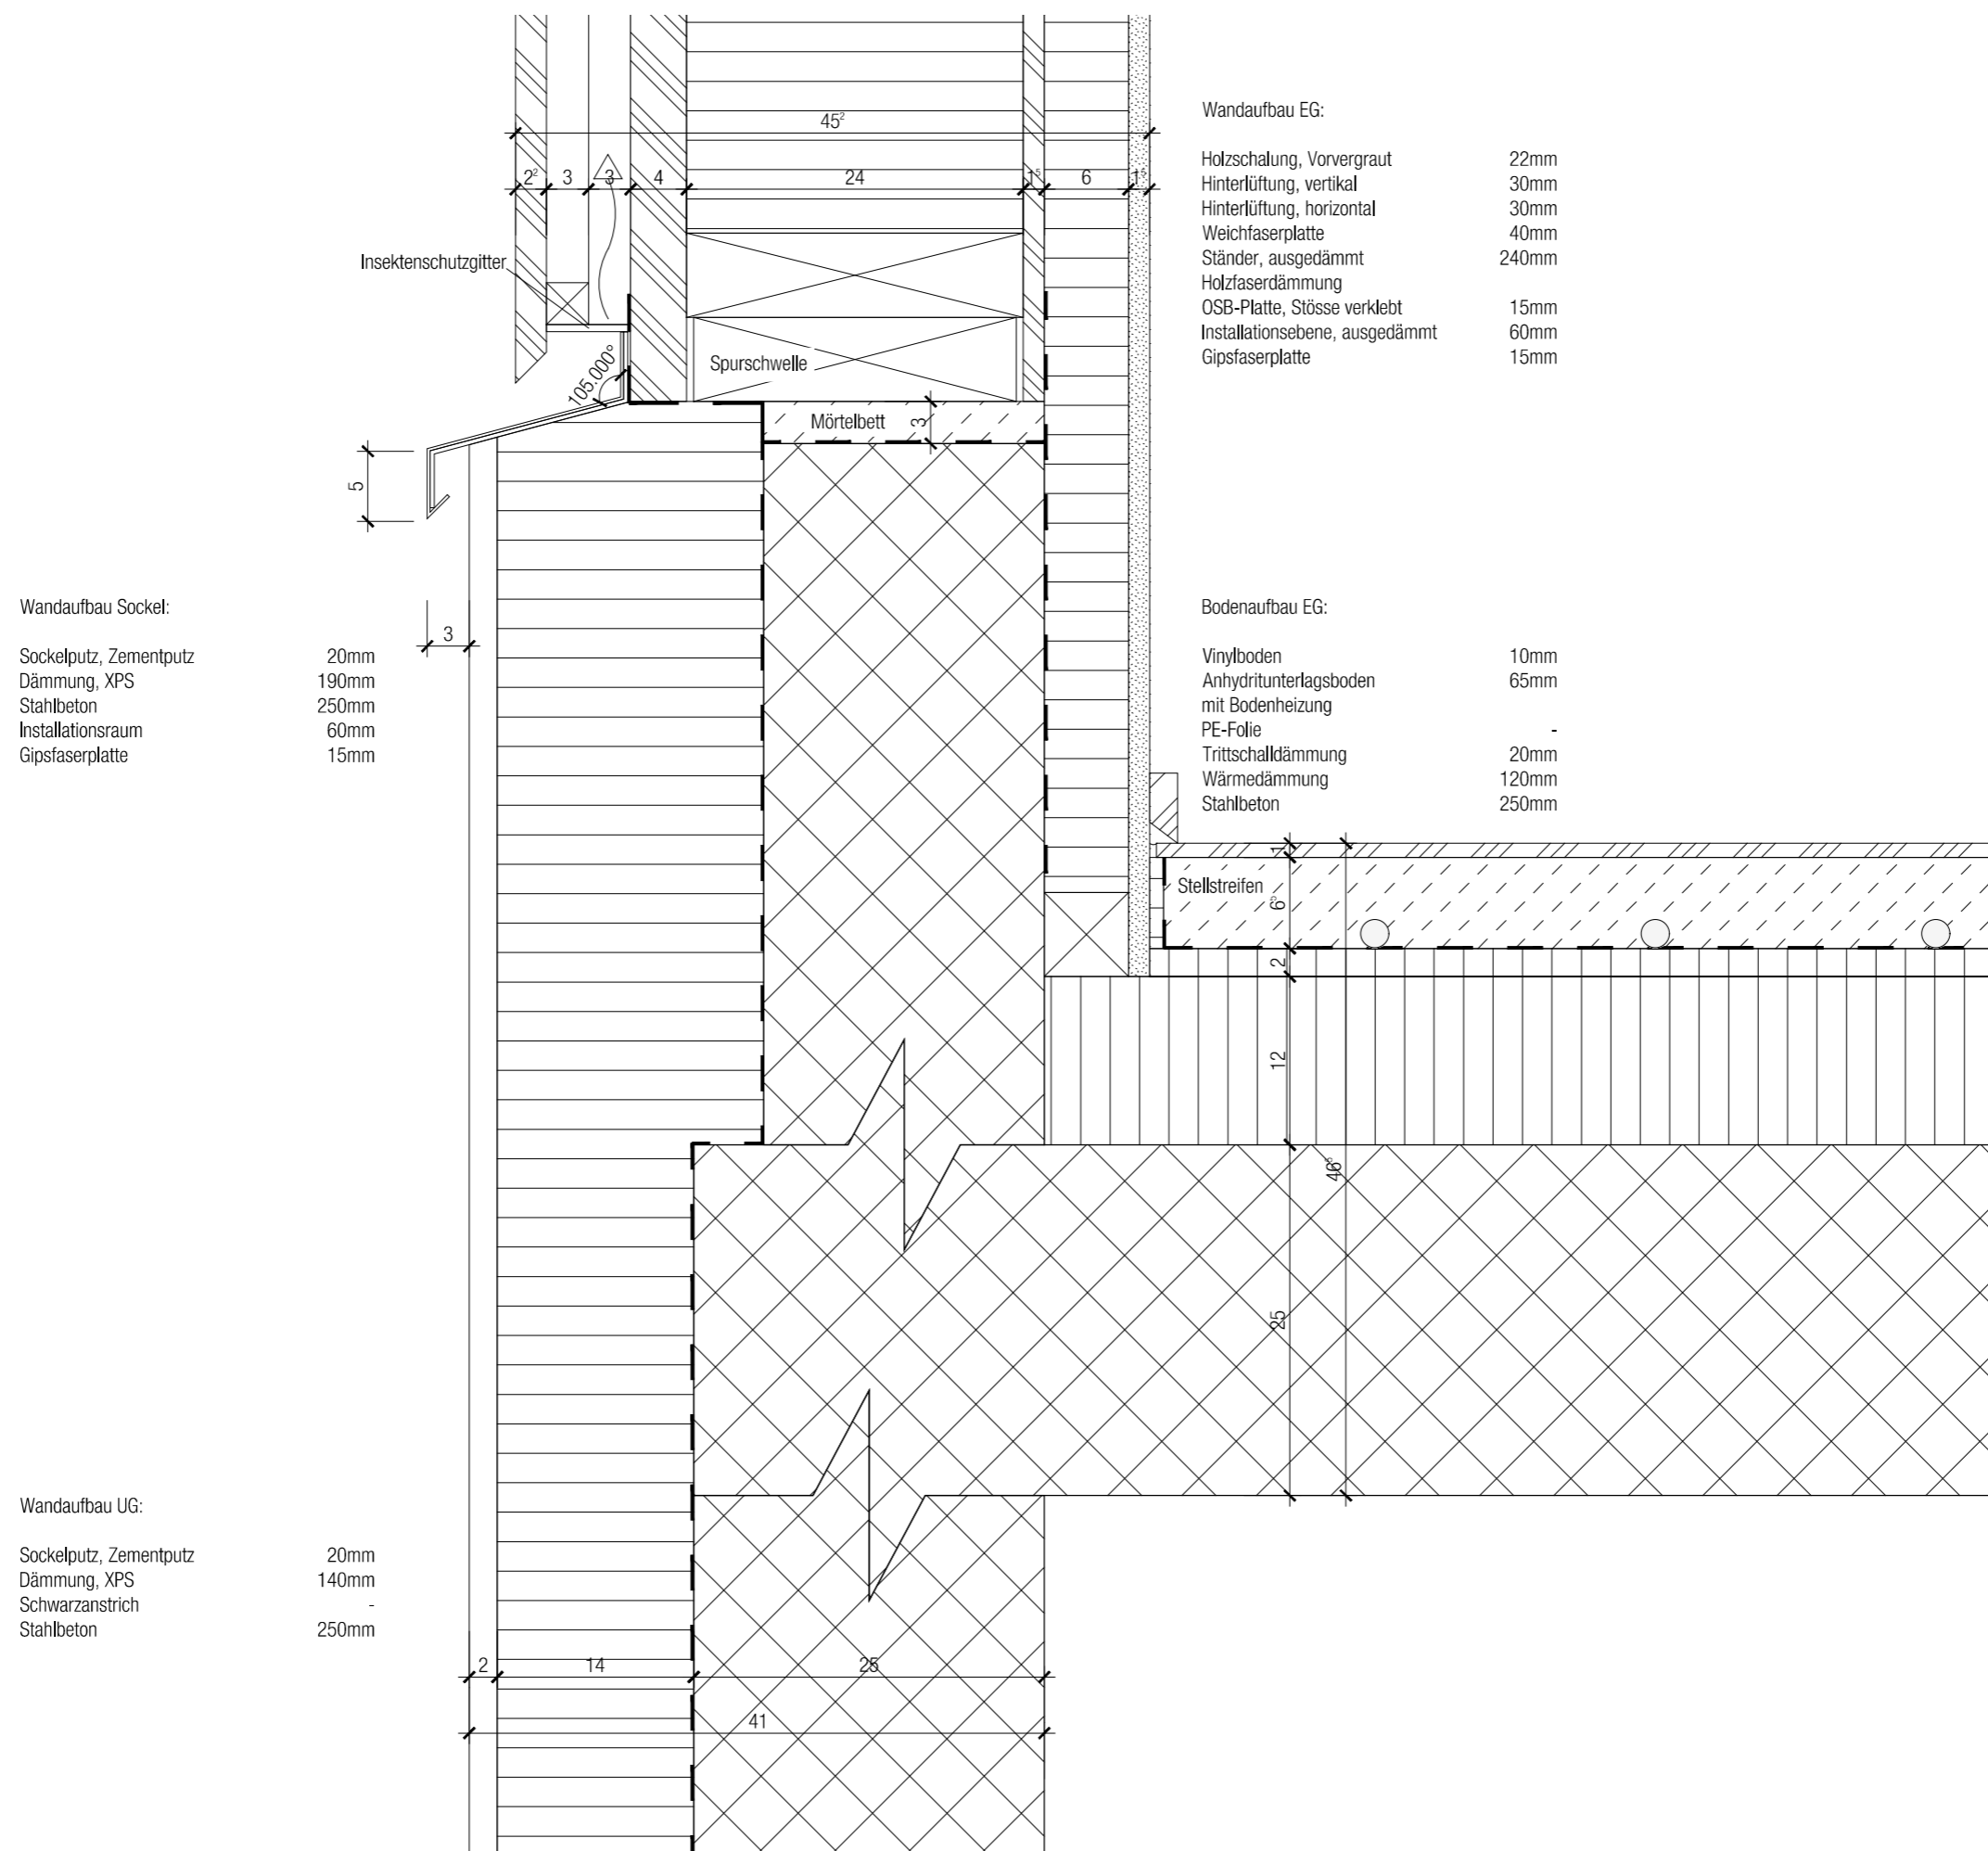 45²
2² 3 3 4 24 1⁵ 6 1⁵
Insektenschutzgitter
Spurschwelle
105.000°
Mörtelbett
3
5
3
Wandaufbau EG:
Holzschalung, Vorvergraut 22mm
Hinterlüftung, vertikal 30mm
Hinterlüftung, horizontal 30mm
Weichfaserplatte 40mm
Ständer, ausgedämmt 240mm
Holzfaserdämmung
OSB-Platte, Stösse verklebt 15mm
Installationsebene, ausgedämmt 60mm
Gipsfaserplatte 15mm
Wandaufbau Sockel:
Sockelputz, Zementputz 20mm
Dämmung, XPS 190mm
Stahlbeton 250mm
Installationsraum 60mm
Gipsfaserplatte 15mm
Bodenaufbau EG:
Vinylboden 10mm
Anhydritunterlagsboden 65mm
mit Bodenheizung
PE-Folie -
Trittschalldämmung 20mm
Wärmedämmung 120mm
Stahlbeton 250mm
Stellstreifen
1
6⁵
2
12
25
46⁵
Wandaufbau UG:
Sockelputz, Zementputz 20mm
Dämmung, XPS 140mm
Schwarzanstrich -
Stahlbeton 250mm
2 14 25
41